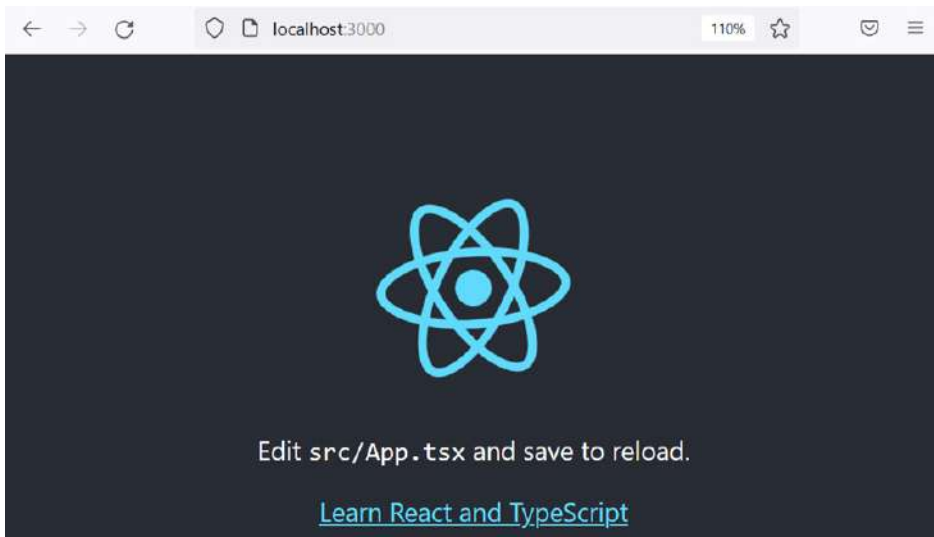 localhost:3000
110%
Edit src/App.tsx and save to reload.
Learn React and TypeScript